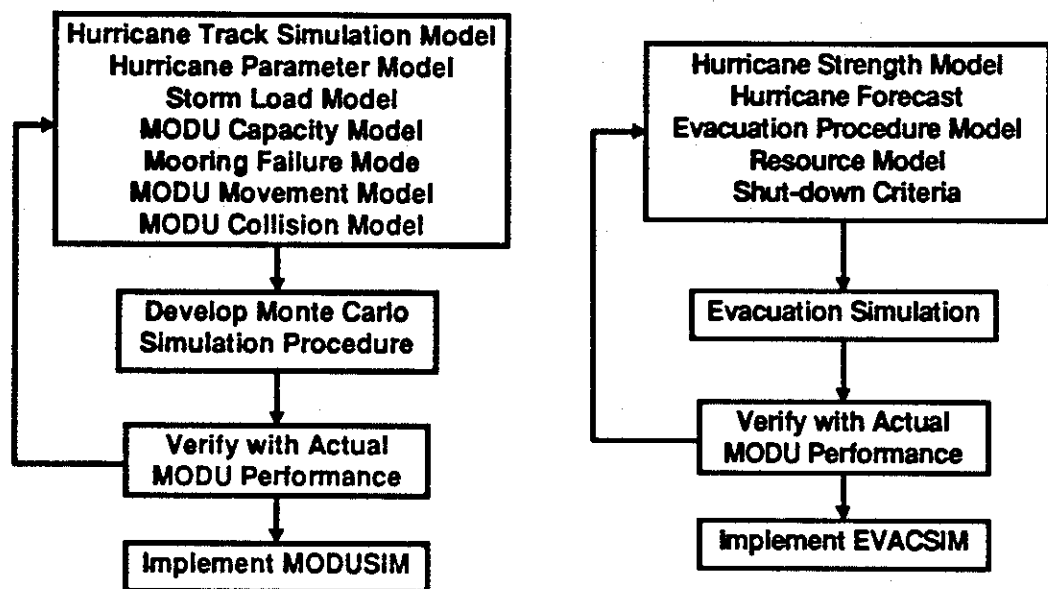 Hurricane Track Simulation Model
Hurricane Parameter Model
Storm Load Model
MODU Capacity Model
Mooring Failure Mode
MODU Movement Model
MODU Collision Model
Develop Monte Carlo
Simulation Procedure
Verify with Actual
MODU Performance
Implement MODUSIM
Hurricane Strength Model
Hurricane Forecast
Evacuation Procedure Model
Resource Model
Shut-down Criteria
Evacuation Simulation
Verify with Actual
MODU Performance
Implement EVACSIM